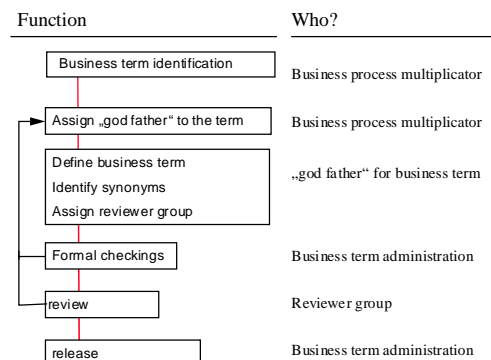 Function Who?
Business term identification
Business process multiplicator
Assign „god father“ to the term Business process multiplicator
Define business term
„god father“ for business term
Identify synonyms
Assign reviewer group
Formal checkings Business term administration
review Reviewer group
release Business term administration